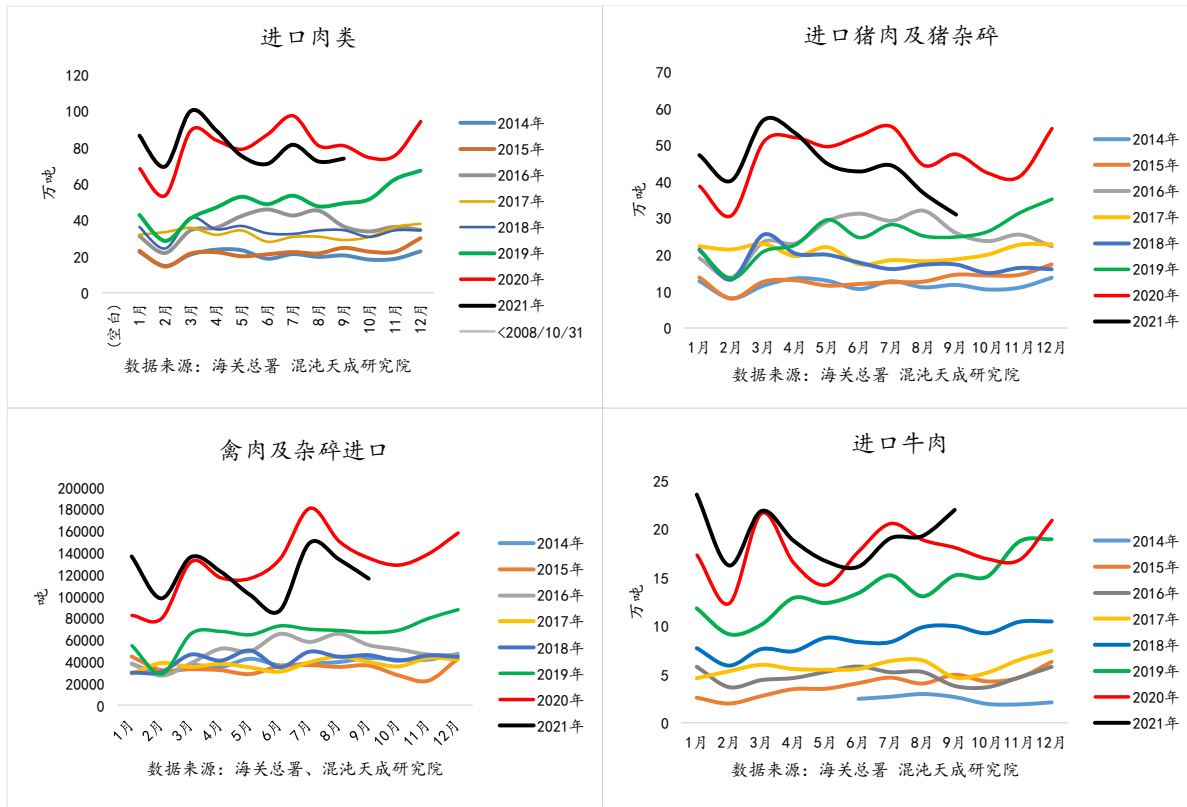 进口肉类
120
100
80
60
40
20
0
万吨
(空白)
1月
2月
3月
4月
5月
6月
7月
8月
9月
10月
11月
12月
2014年
2015年
2016年
2017年
2018年
2019年
2020年
2021年
<2008/10/31
数据来源：海关总署 混沌天成研究院
进口猪肉及猪杂碎
70
60
50
40
30
20
10
0
万吨
1月 2月 3月 4月 5月 6月 7月 8月 9月 10月 11月 12月
2014年
2015年
2016年
2017年
2018年
2019年
2020年
2021年
数据来源：海关总署 混沌天成研究院
禽肉及杂碎进口
200000
180000
160000
140000
120000
100000
80000
60000
40000
20000
0
吨
1月
2月
3月
4月
5月
6月
7月
8月
9月
10月
11月
12月
2014年
2015年
2016年
2017年
2018年
2019年
2020年
2021年
数据来源：海关总署、混沌天成研究院
进口牛肉
25
20
15
10
5
0
万吨
1月 2月 3月 4月 5月 6月 7月 8月 9月 10月 11月 12月
2014年
2015年
2016年
2017年
2018年
2019年
2020年
2021年
数据来源：海关总署 混沌天成研究院